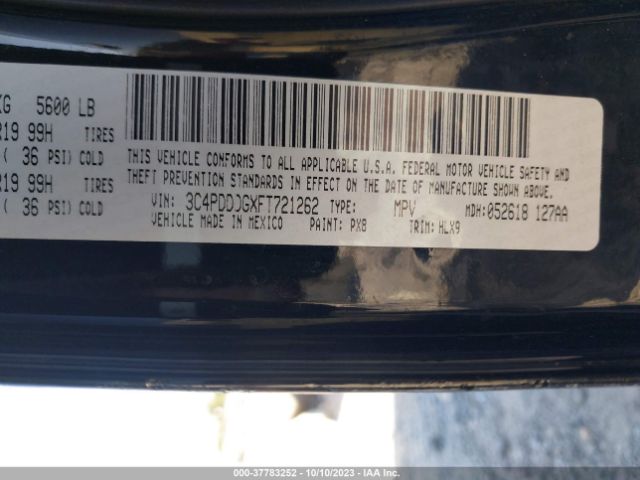 KG 5600 LB
R19 99H TIRES
( 36 PSI) COLD
R19 99H TIRES
( 36 PSI) COLD
THIS VEHICLE CONFORMS TO ALL APPLICABLE U.S.A. FEDERAL MOTOR VEHICLE SAFETY AND
THEFT PREVENTION STANDARDS IN EFFECT ON THE DATE OF MANUFACTURE SHOWN ABOVE.
VIN: 3C4PDDJGXFT721262 TYPE: MPV MDH: 052618 127AA
VEHICLE MADE IN MEXICO PAINT: PX8 TRIM: HLX9
000-37783252 | 10/10/2023 | IAA Inc.